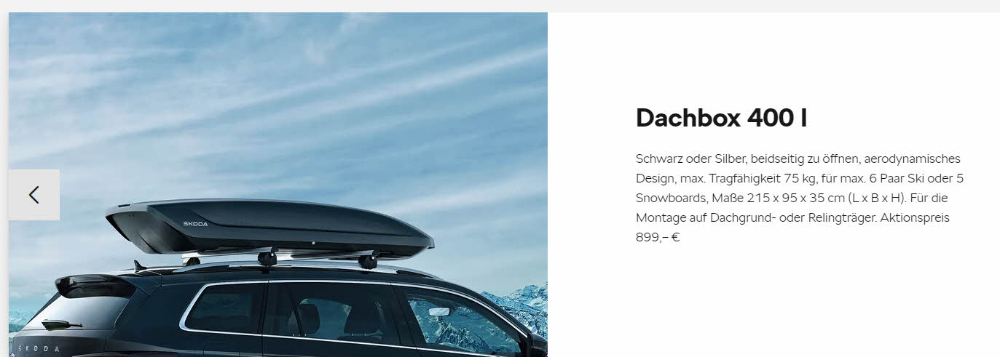 Dachbox 400 l
Schwarz oder Silber, beidseitig zu öffnen, aerodynamisches
Design, max. Tragfähigkeit 75 kg, für max. 6 Paar Ski oder 5
Snowboards, Maße 215 x 95 x 35 cm (L x B x H). Für die
Montage auf Dachgrund- oder Relingträger. Aktionspreis
899,– €
ŠKODA
ŠKODA